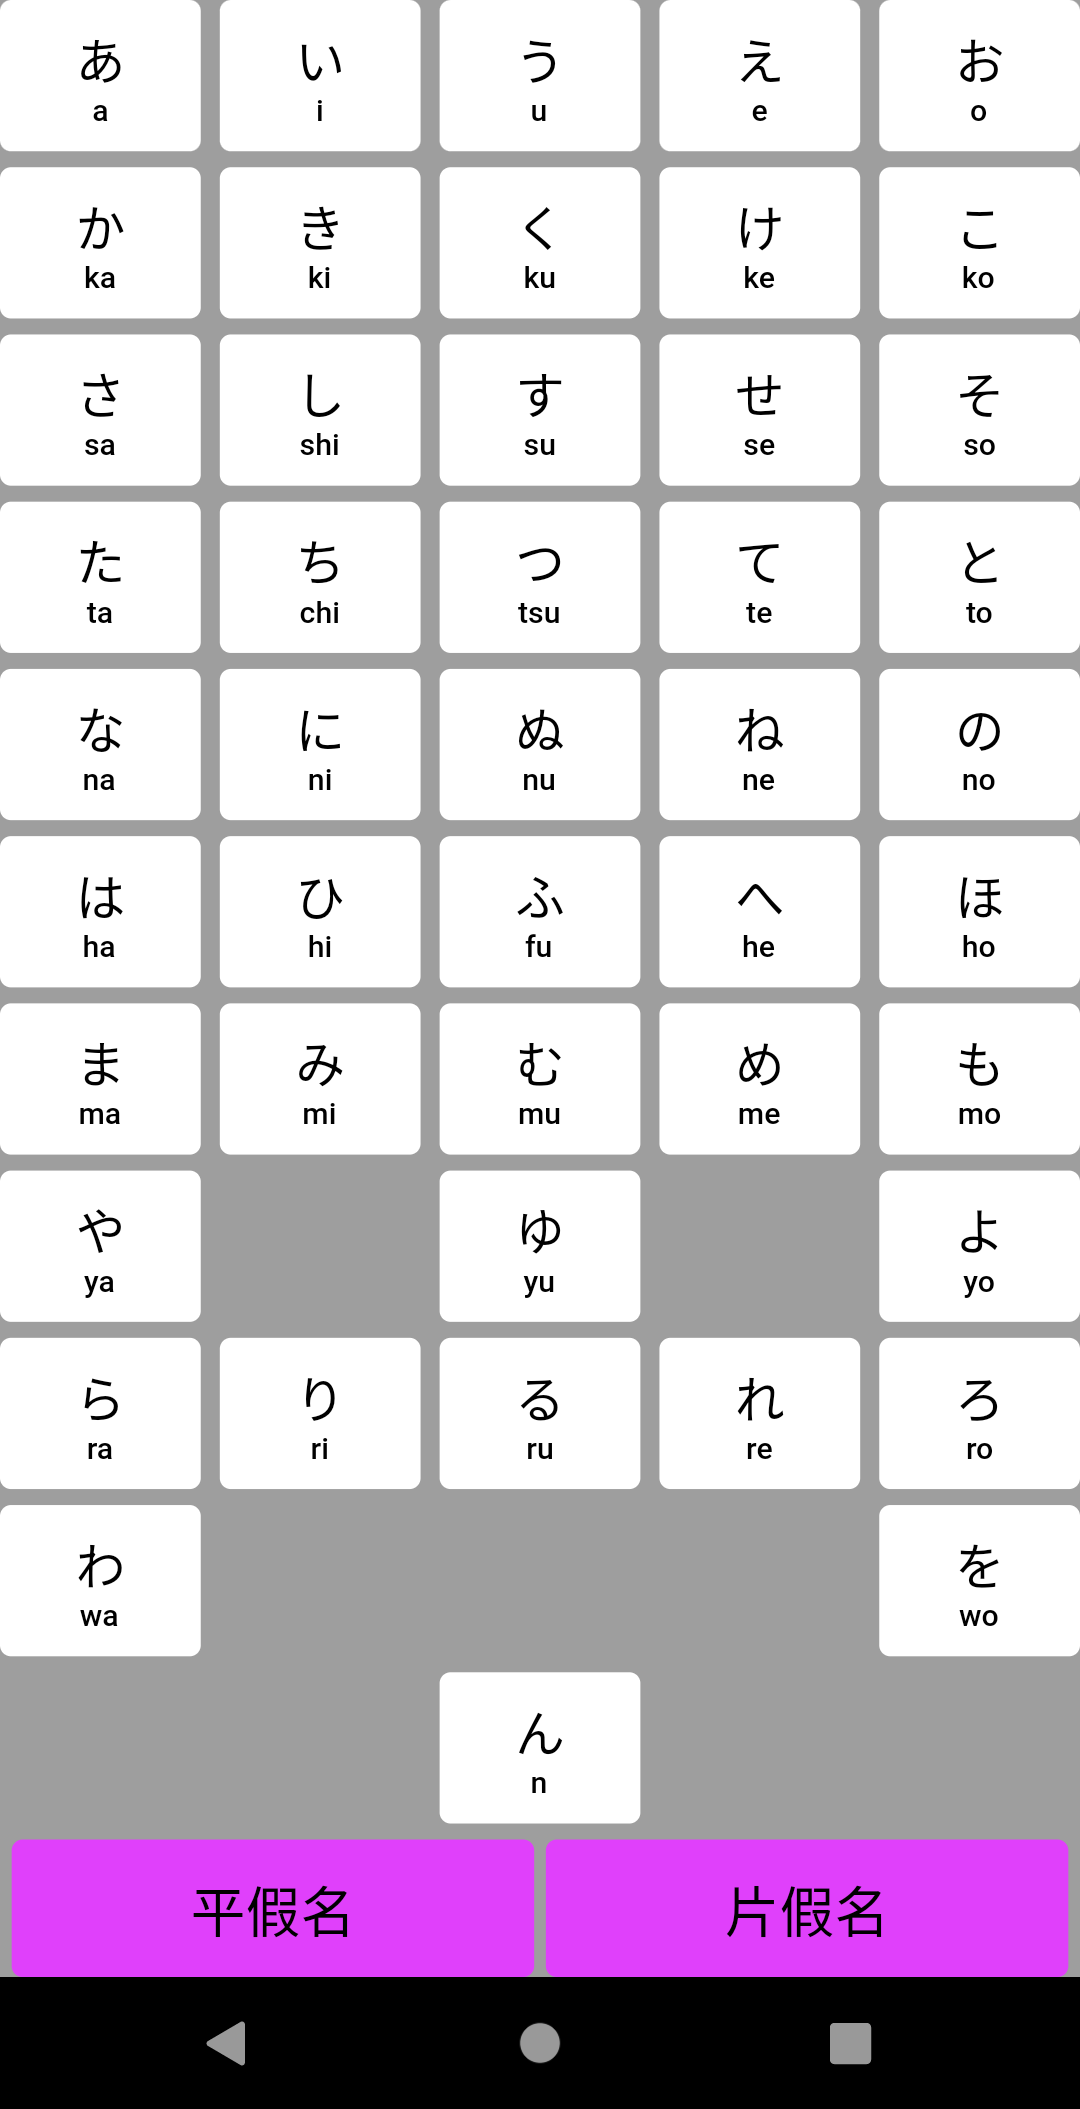 あ い う え お
a i u e o
か き く け こ
ka ki ku ke ko
さ し す せ そ
sa shi su se so
た ち つ て と
ta chi tsu te to
な に ぬ ね の
na ni nu ne no
は ひ ふ へ ほ
ha hi fu he ho
ま み む め も
ma mi mu me mo
や ゆ よ
ya yu yo
ら り る れ ろ
ra ri ru re ro
わ を
wa wo
ん
n
平假名 片假名